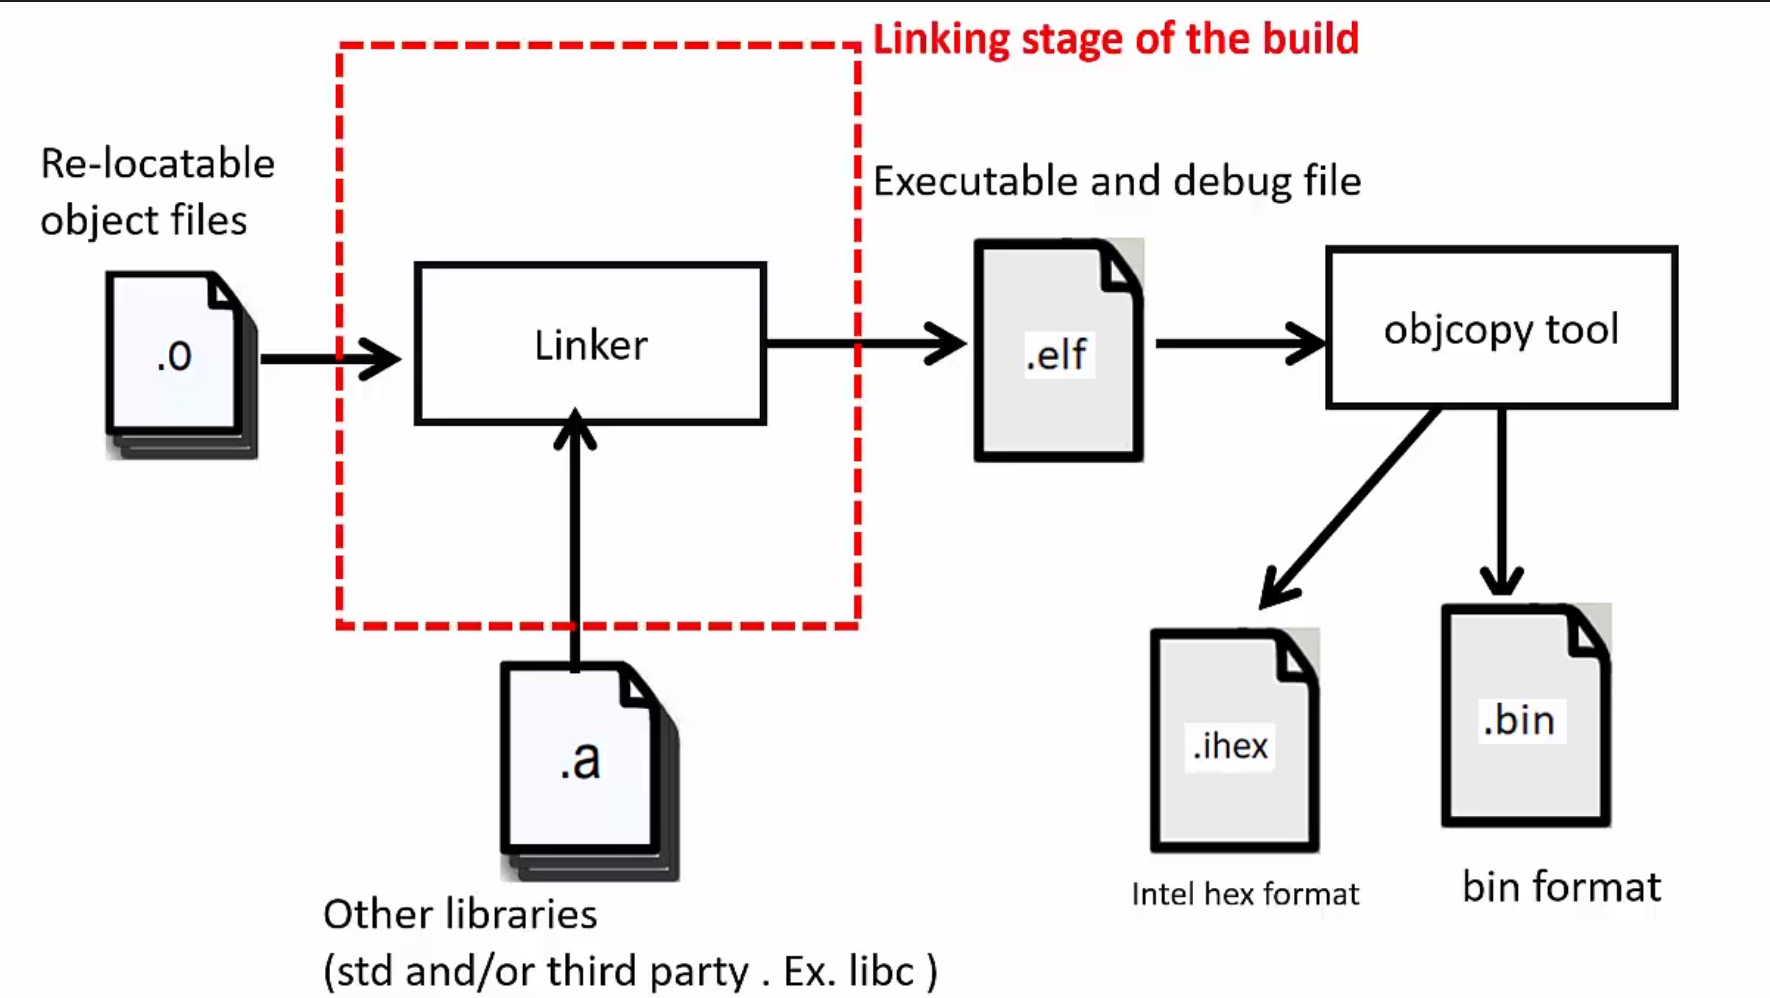 Linking stage of the build
Re-locatable
object files
Executable and debug file
.o
Linker
.elf
objcopy tool
.a
.ihex
.bin
Intel hex format
bin format
Other libraries
(std and/or third party . Ex. libc )